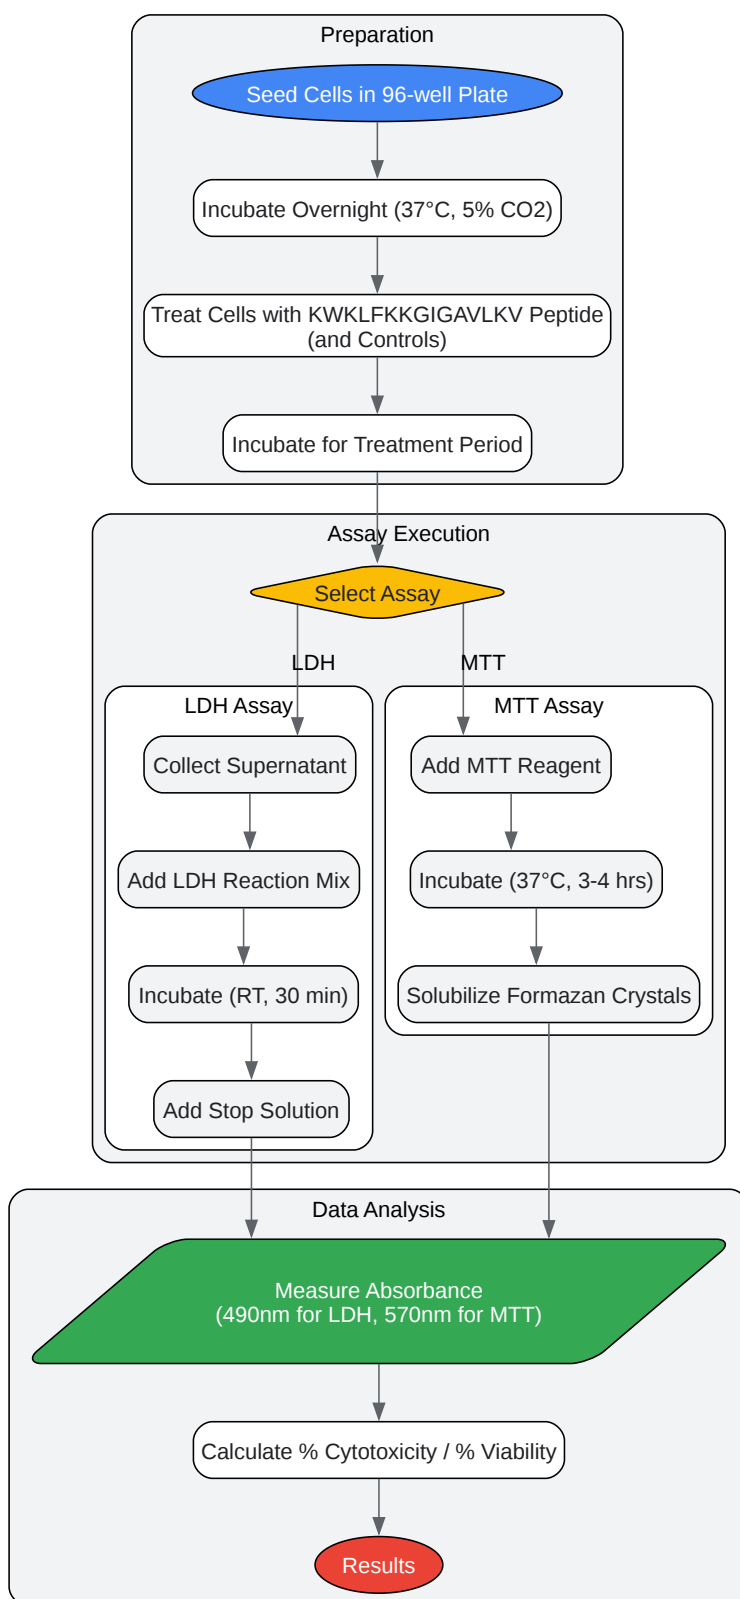 Preparation
Seed Cells in 96-well Plate
Incubate Overnight (37°C, 5% CO2)
Treat Cells with KWKLFKKGIGAVLKV Peptide
(and Controls)
Incubate for Treatment Period
Assay Execution
Select Assay
LDH
MTT
LDH Assay
Collect Supernatant
Add LDH Reaction Mix
Incubate (RT, 30 min)
Add Stop Solution
MTT Assay
Add MTT Reagent
Incubate (37°C, 3-4 hrs)
Solubilize Formazan Crystals
Data Analysis
Measure Absorbance
(490nm for LDH, 570nm for MTT)
Calculate % Cytotoxicity / % Viability
Results